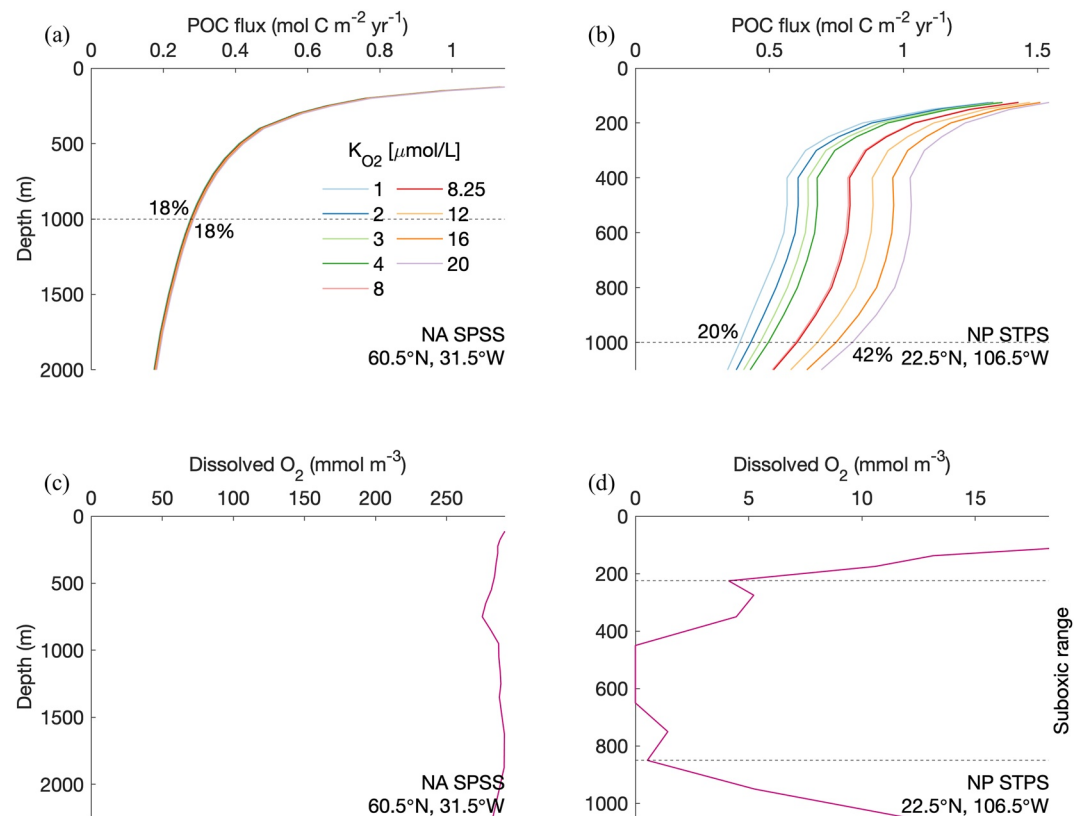 (a)
POC flux (mol C m-2 yr-1)
0 0.2 0.4 0.6 0.8 1
0
500
1000
1500
2000
Depth (m)
KO2 [μmol/L]
1 8.25
2 12
3 16
4 20
8
18%
18%
NA SPSS
60.5°N, 31.5°W
(b)
POC flux (mol C m-2 yr-1)
0 0.5 1 1.5
0
200
400
600
800
1000
20%
42%
NP STPS
22.5°N, 106.5°W
(c)
Dissolved O2 (mmol m-3)
0 50 100 150 200 250
0
500
1000
1500
2000
Depth (m)
NA SPSS
60.5°N, 31.5°W
(d)
Dissolved O2 (mmol m-3)
0 5 10 15
0
200
400
600
800
1000
Suboxic range
NP STPS
22.5°N, 106.5°W